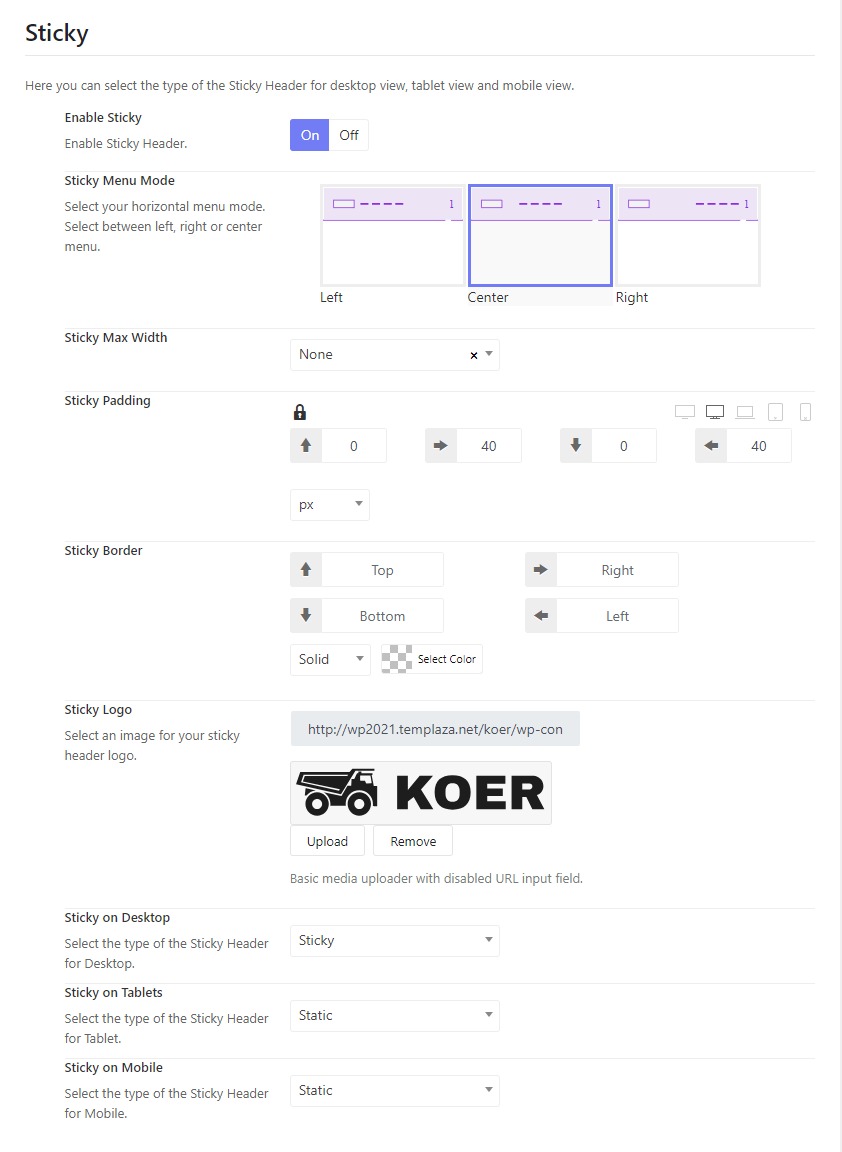 Sticky
Here you can select the type of the Sticky Header for desktop view, tablet view and mobile view.
Enable Sticky
Enable Sticky Header.
On Off
Sticky Menu Mode
Select your horizontal menu mode.
Select between left, right or center
menu.
1 1 1
Left Center Right
Sticky Max Width
None × 
Sticky Padding
0 40 0 40
px
Sticky Border
Top Right
Bottom Left
Solid Select Color
Sticky Logo
Select an image for your sticky
header logo.
http://wp2021.templaza.net/koer/wp-con
KOER
Upload Remove
Basic media uploader with disabled URL input field.
Sticky on Desktop
Select the type of the Sticky Header
for Desktop.
Sticky
Sticky on Tablets
Select the type of the Sticky Header
for Tablet.
Static
Sticky on Mobile
Select the type of the Sticky Header
for Mobile.
Static